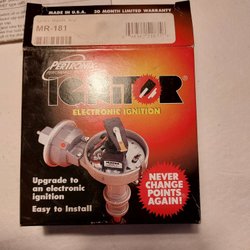 MADE IN U.S.A.
30 MONTH LIMITED WARRANTY
MR-181
PERTRONIX
IGNITOR
ELECTRONIC IGNITION
Upgrade to
an electronic
ignition
Easy to Install
NEVER
CHANGE
POINTS
AGAIN!